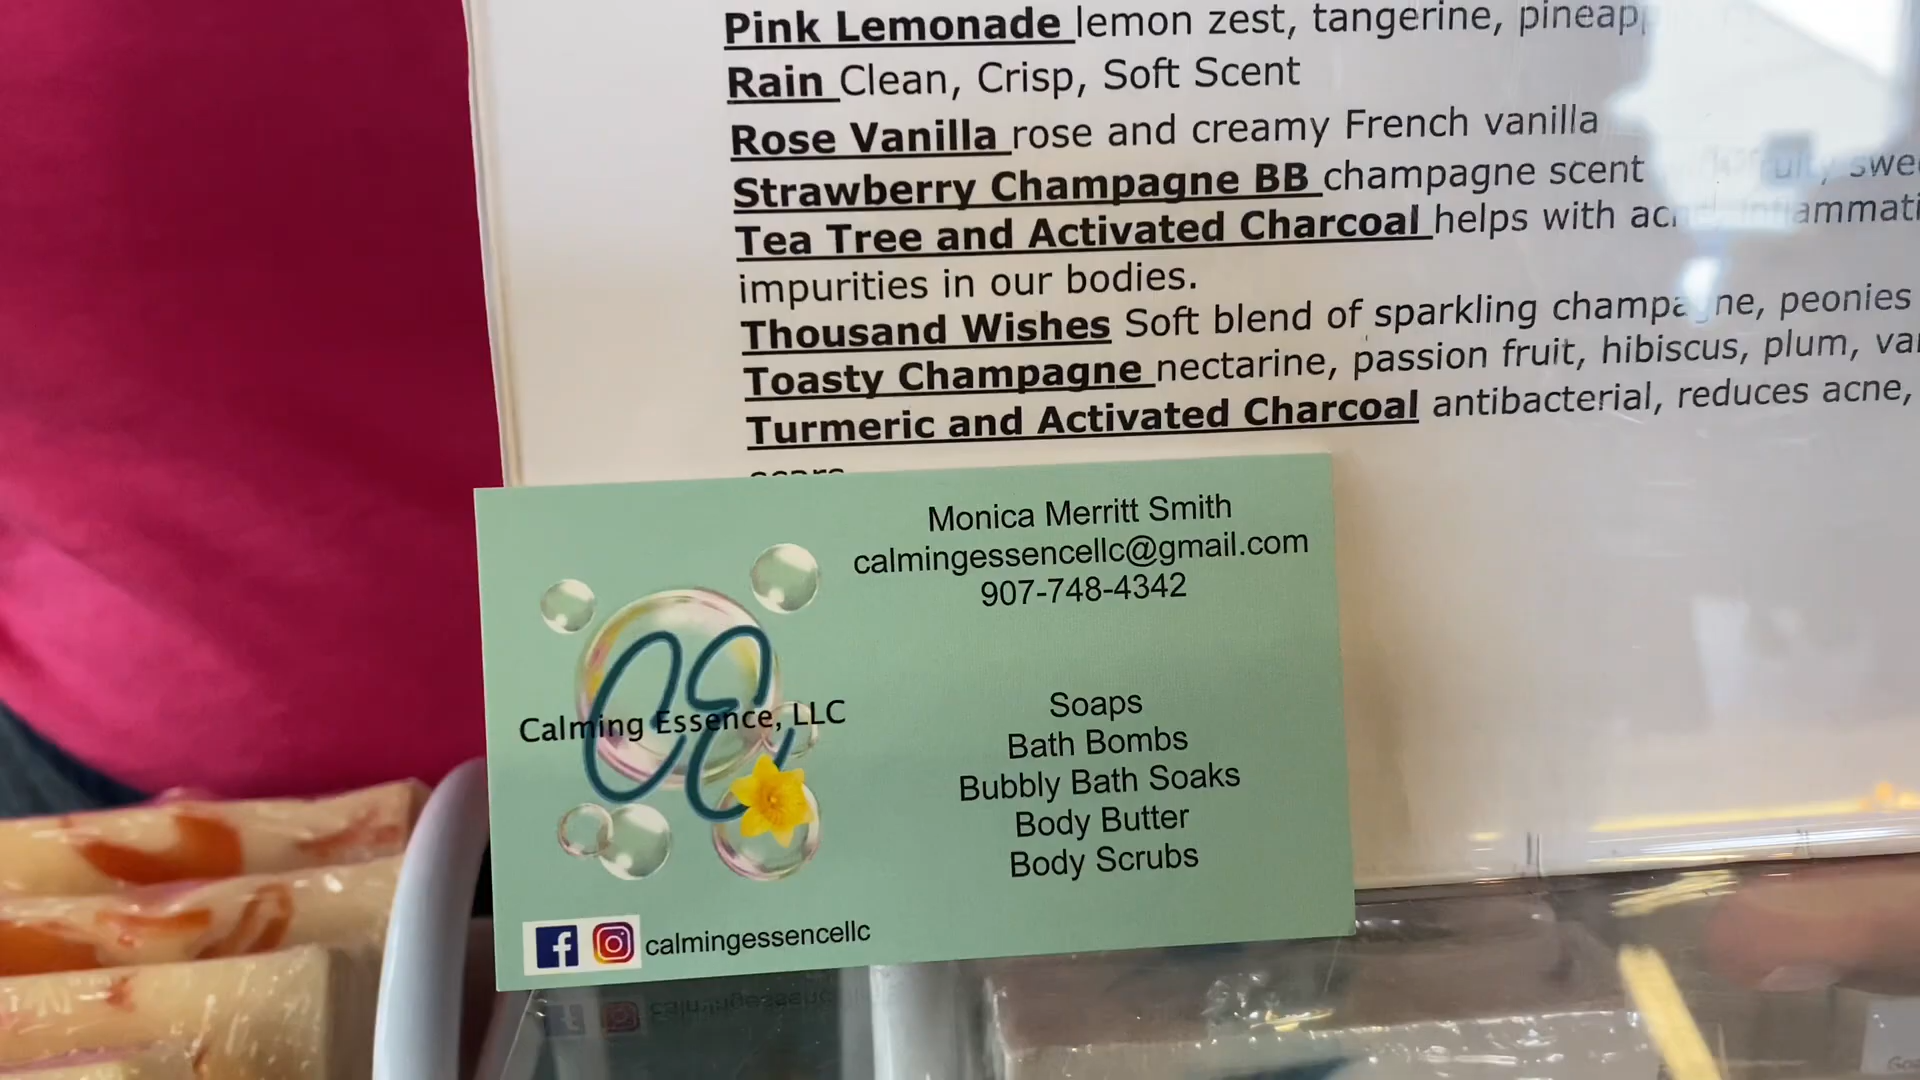 Pink Lemonade lemon zest, tangerine,
Rain Clean, Crisp, Soft Scent
Rose Vanilla rose and creamy French vanilla
Strawberry Champagne BB champagne scent
Tea Tree and Activated Charcoal helps with
impurities in our bodies.
Thousand Wishes Soft blend of sparkling champagne, peonies
Toasty Champagne nectarine, passion fruit, hibiscus, plum,
Turmeric and Activated Charcoal antibacterial, reduces acne,
Monica Merritt Smith
calmingessencellc@gmail.com
907-748-4342
CE
Calming Essence, LLC
Soaps
Bath Bombs
Bubbly Bath Soaks
Body Butter
Body Scrubs
calmingessencellc